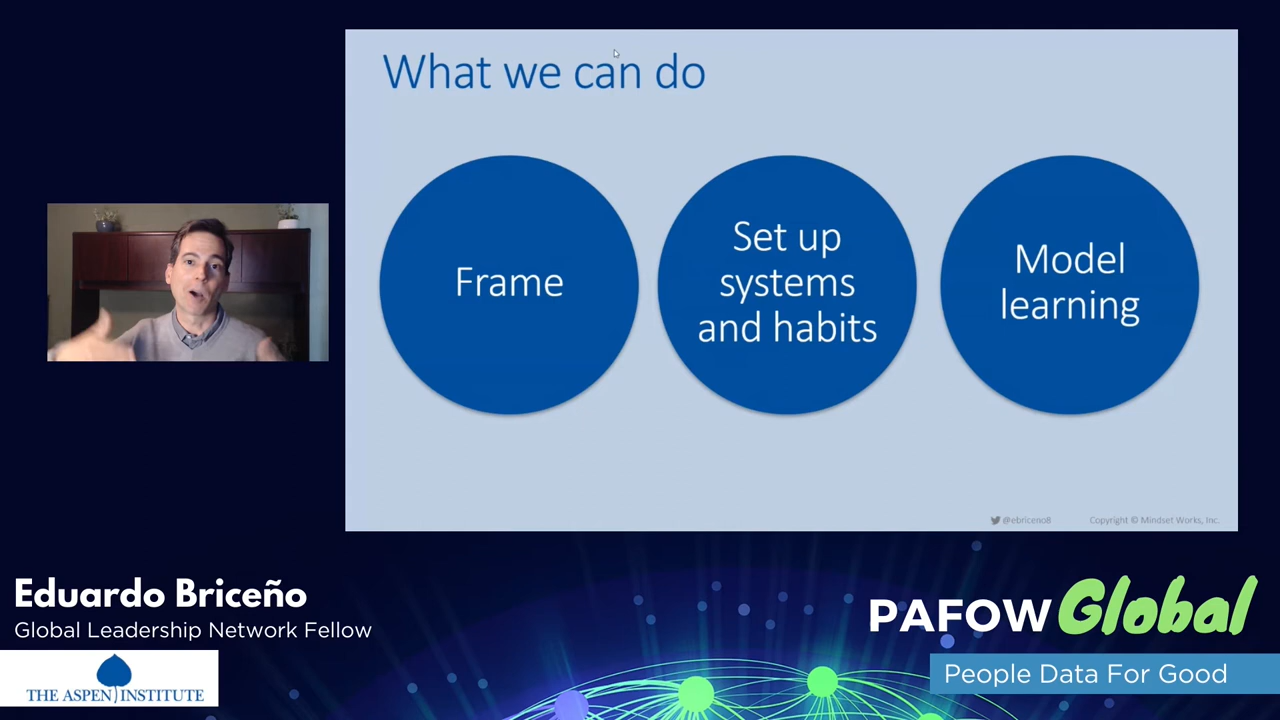 What we can do
Frame
Set up
systems
and habits
Model
learning
@ebriceno8
Copyright © Mindset Works, Inc.
Eduardo Briceño
Global Leadership Network Fellow
THE ASPEN INSTITUTE
PAFOW Global
People Data For Good